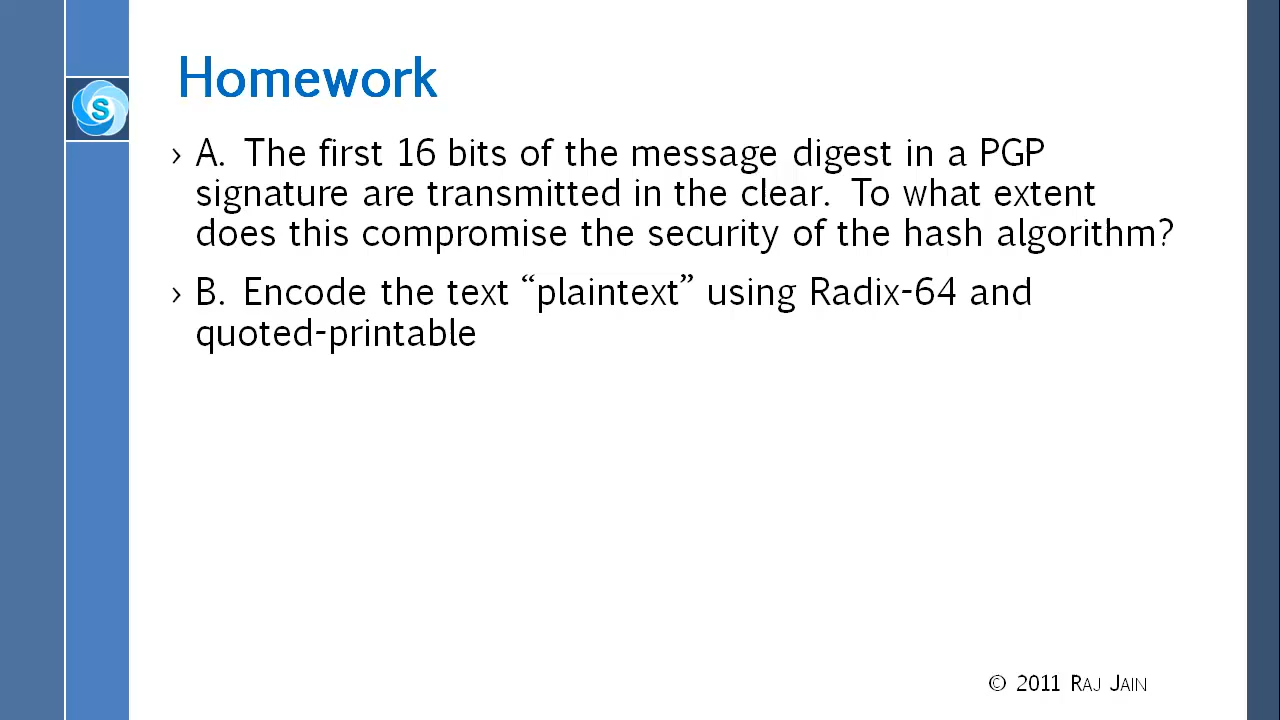 Homework
S
› A. The first 16 bits of the message digest in a PGP
signature are transmitted in the clear. To what extent
does this compromise the security of the hash algorithm?
› B. Encode the text “plaintext” using Radix-64 and
quoted-printable
© 2011 RAJ JAIN